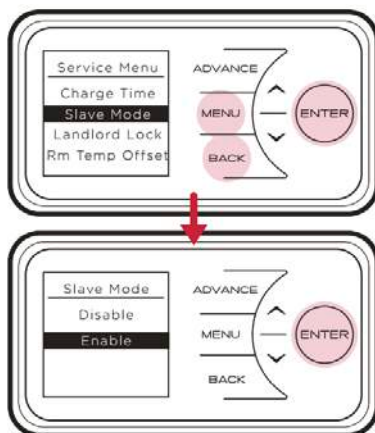 Service Menu
Charge Time
Slave Mode
Landlord Lock
Rm Temp Offset
ADVANCE
MENU
BACK
ENTER
Slave Mode
Disable
Enable
ADVANCE
MENU
BACK
ENTER